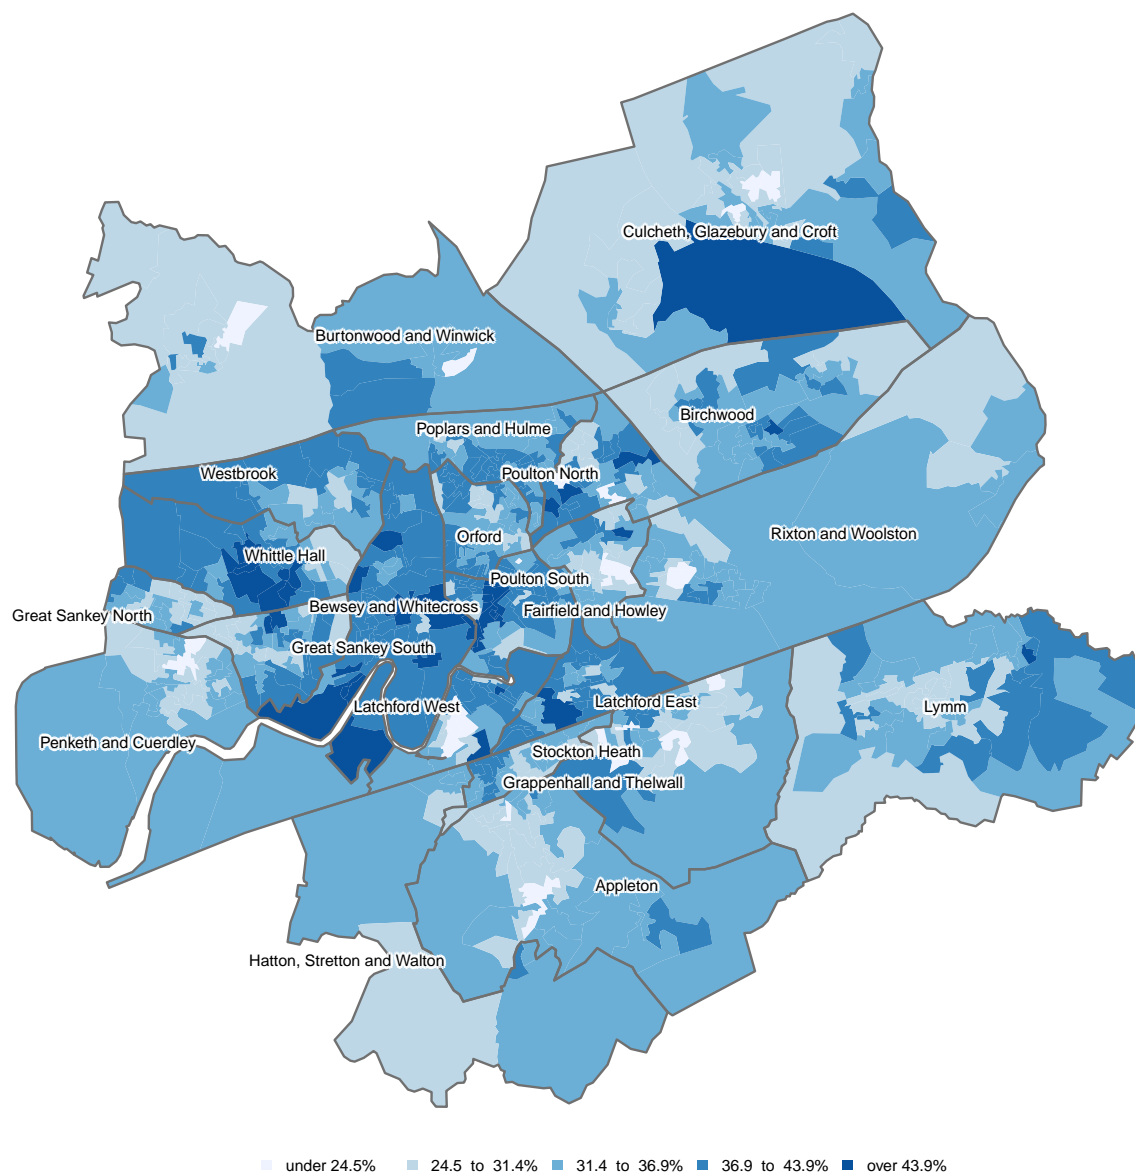 Culcheth, Glazebury and Croft
Burtonwood and Winwick
Birchwood
Poplars and Hulme
Westbrook
Poulton North
Rixton and Woolston
Orford
Whittle Hall
Poulton South
Bewsey and Whitecross
Fairfield and Howley
Great Sankey North
Great Sankey South
Latchford East
Latchford West
Lymm
Penketh and Cuerdley
Stockton Heath
Grappenhall and Thelwall
Appleton
Hatton, Stretton and Walton
under 24.5% 24.5 to 31.4% 31.4 to 36.9% 36.9 to 43.9% over 43.9%